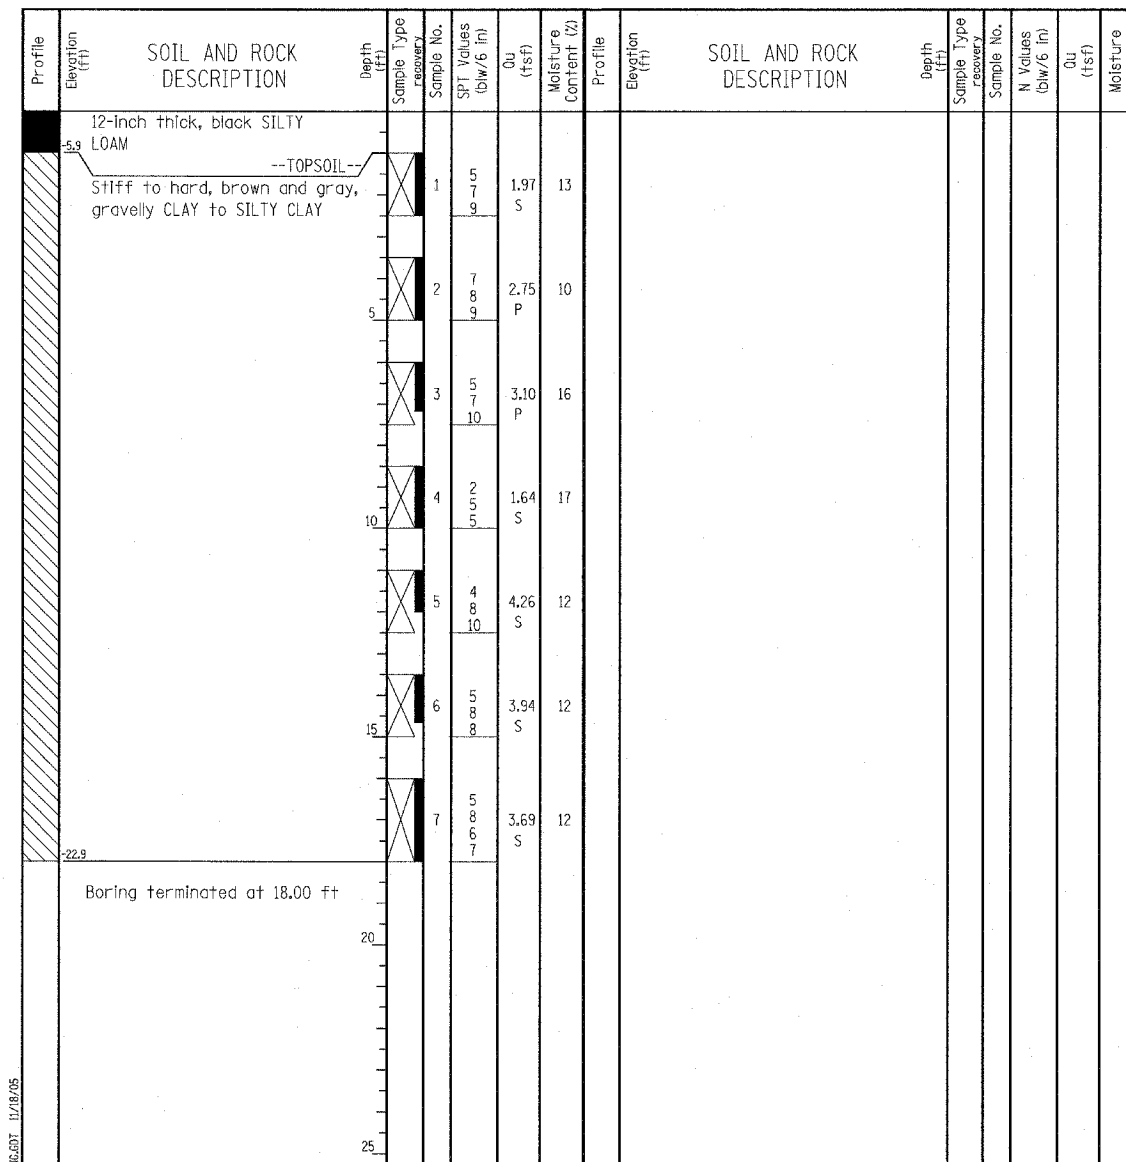 Profile
Elevation
(ft)
SOIL AND ROCK
DESCRIPTION
Depth
(ft)
Sample Type
recovery
Sample No.
SPT Values
(blw/6 in)
Qu
(tsf)
Moisture
Content (%)
Profile
Elevation
(ft)
SOIL AND ROCK
DESCRIPTION
Depth
(ft)
Sample Type
recovery
Sample No.
N Values
(blw/6 in)
Qu
(tsf)
Moisture
12-inch thick, black SILTY
-5.9 LOAM
--TOPSOIL--
Stiff to hard, brown and gray,
gravelly CLAY to SILTY CLAY
1
5
7
9
1.97
S
13
2
7
8
9
2.75
P
10
5
3
5
7
10
3.10
P
16
4
2
5
5
1.64
S
17
10
5
4
8
10
4.26
S
12
6
5
8
8
3.94
S
12
15
7
5
8
6
7
3.69
S
12
-22.9
Boring terminated at 18.00 ft
20
25
.GDT 11/18/05